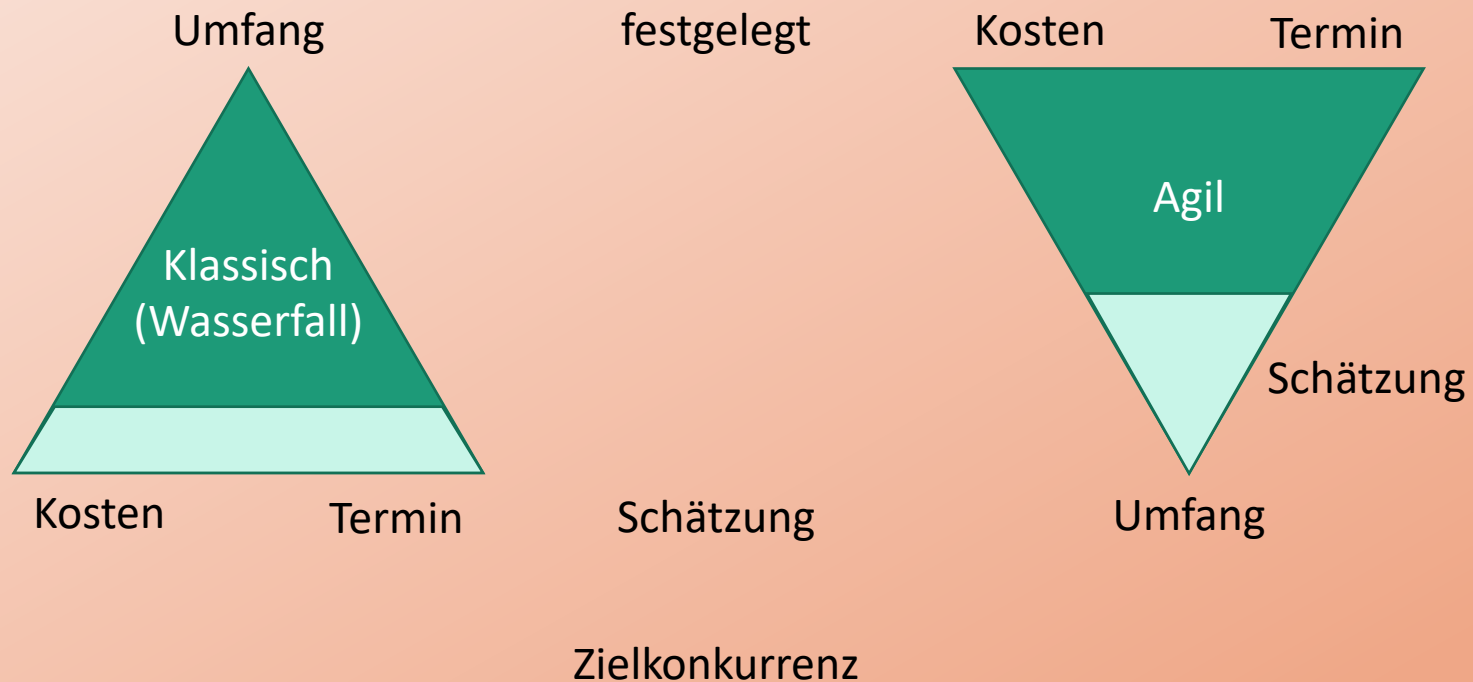 Umfang
festgelegt
Kosten
Termin
Agil
Klassisch
(Wasserfall)
Schätzung
Kosten
Termin
Schätzung
Umfang
Zielkonkurrenz